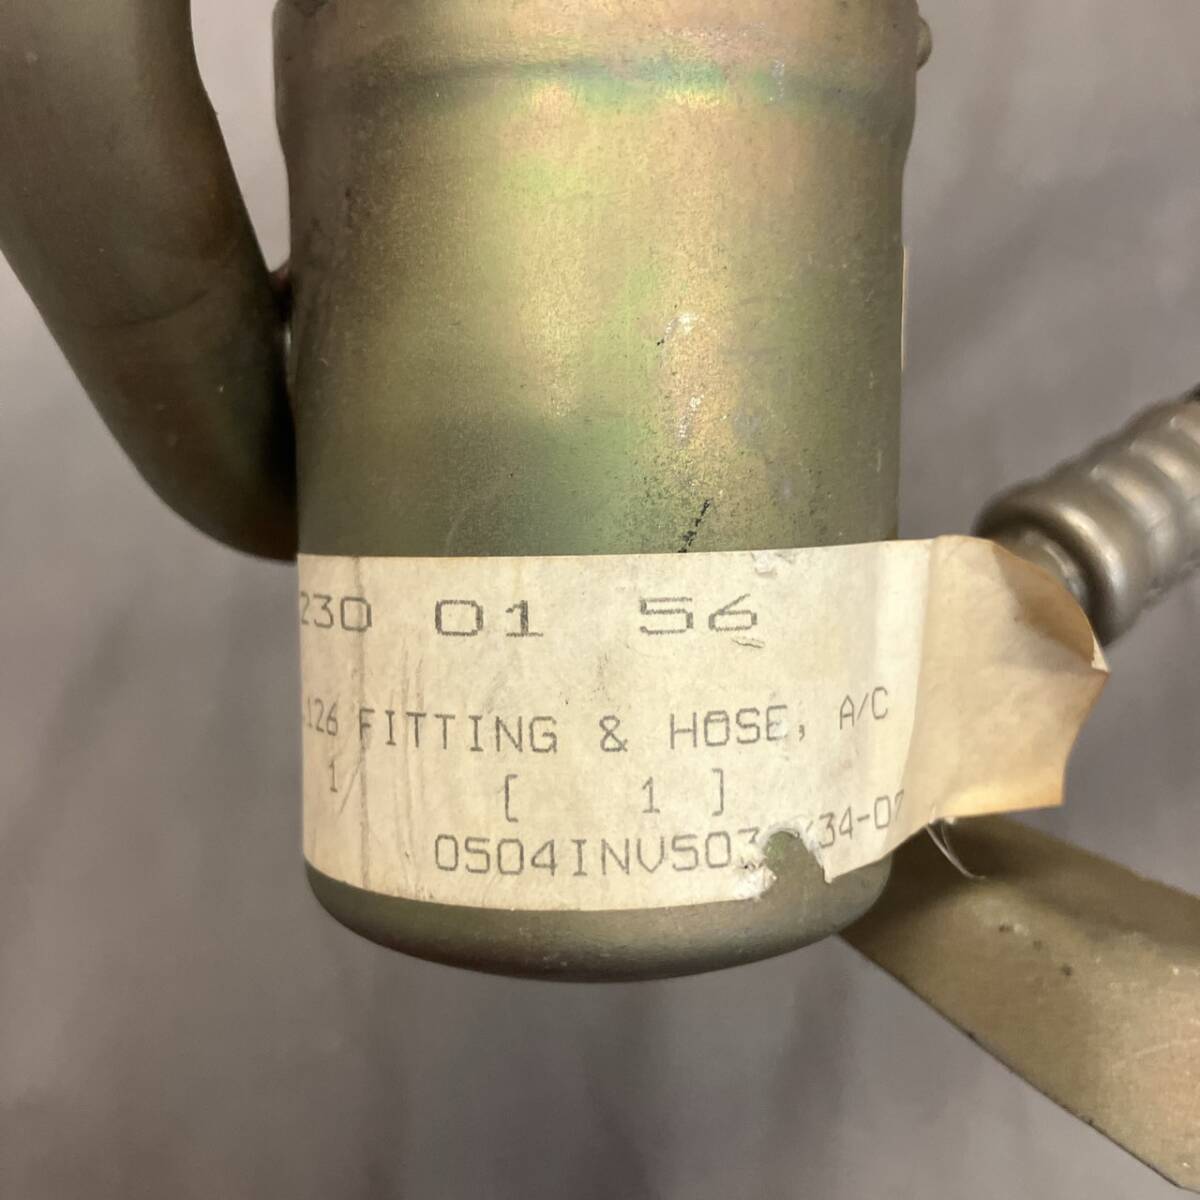 230 01 56
126 FITTING & HOSE, A/C
1 [ 1 ]
0504INV503 34-07